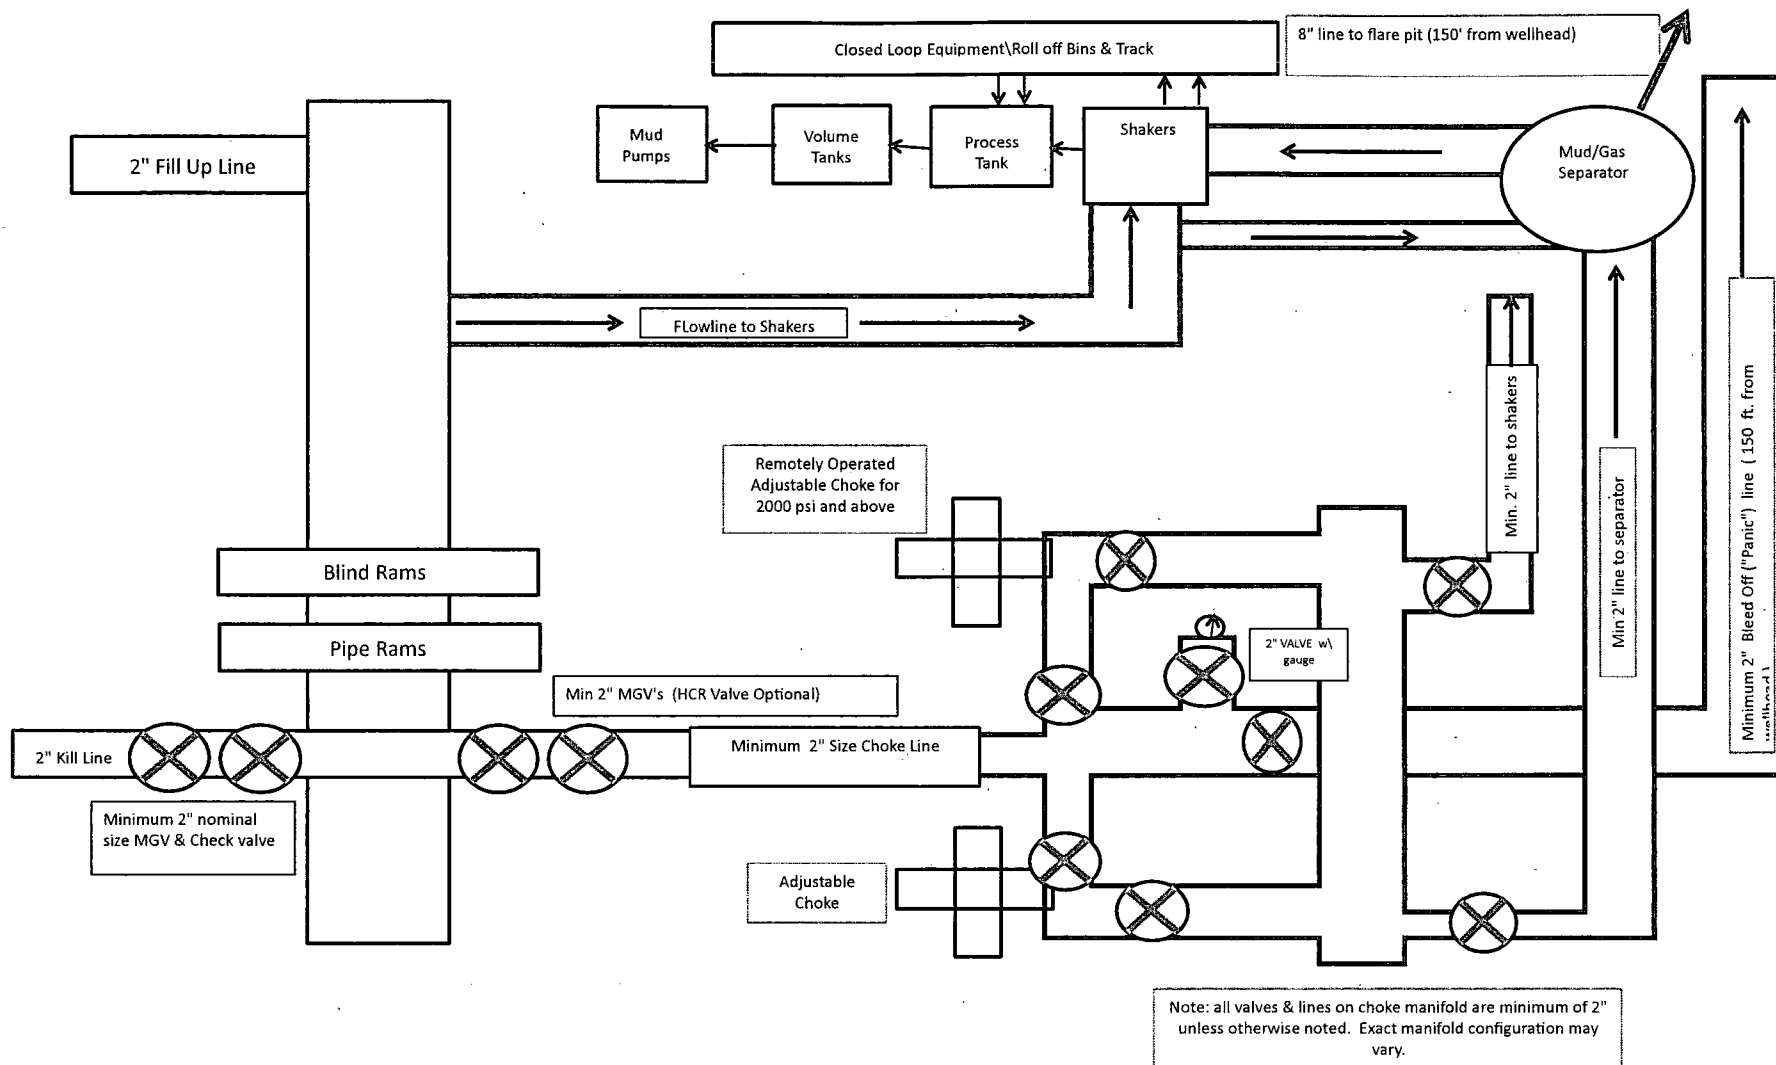 Closed Loop Equipment\Roll off Bins & Track
8" line to flare pit (150' from wellhead)
2" Fill Up Line
Mud
Pumps
Volume
Tanks
Process
Tank
Shakers
Mud/Gas
Separator
FLowline to Shakers
Remotely Operated
Adjustable Choke for
2000 psi and above
Min. 2" line to shakers
Min 2" line to separator
Minimum 2" Bleed Off ("Panic") line ( 150 ft. from
wellhead)
Blind Rams
Pipe Rams
2" VALVE w\
gauge
Min 2" MGV's (HCR Valve Optional)
2" Kill Line
Minimum 2" Size Choke Line
Minimum 2" nominal
size MGV & Check valve
Adjustable
Choke
Note: all valves & lines on choke manifold are minimum of 2"
unless otherwise noted. Exact manifold configuration may
vary.